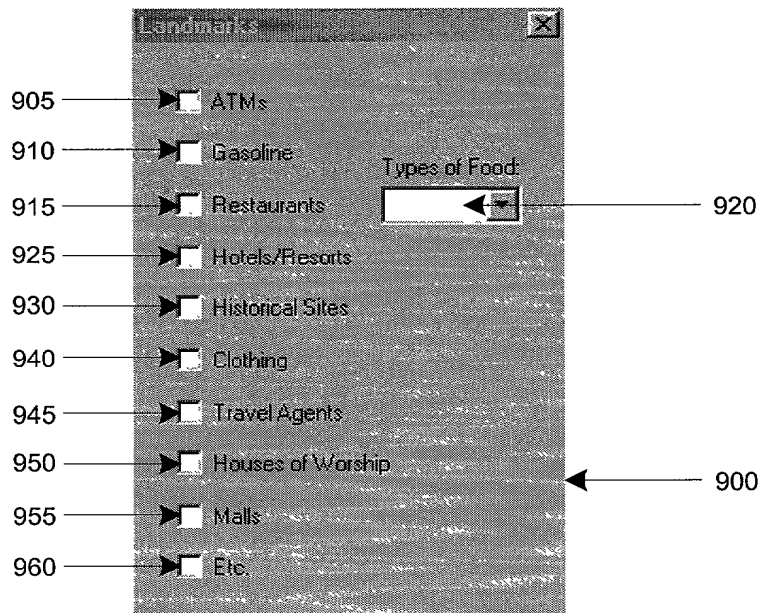 Landmarks
905 ATMs
910 Gasoline
Types of Food:
915 Restaurants 920
925 Hotels/Resorts
930 Historical Sites
940 Clothing
945 Travel Agents
950 Houses of Worship
900
955 Malls
960 Etc.